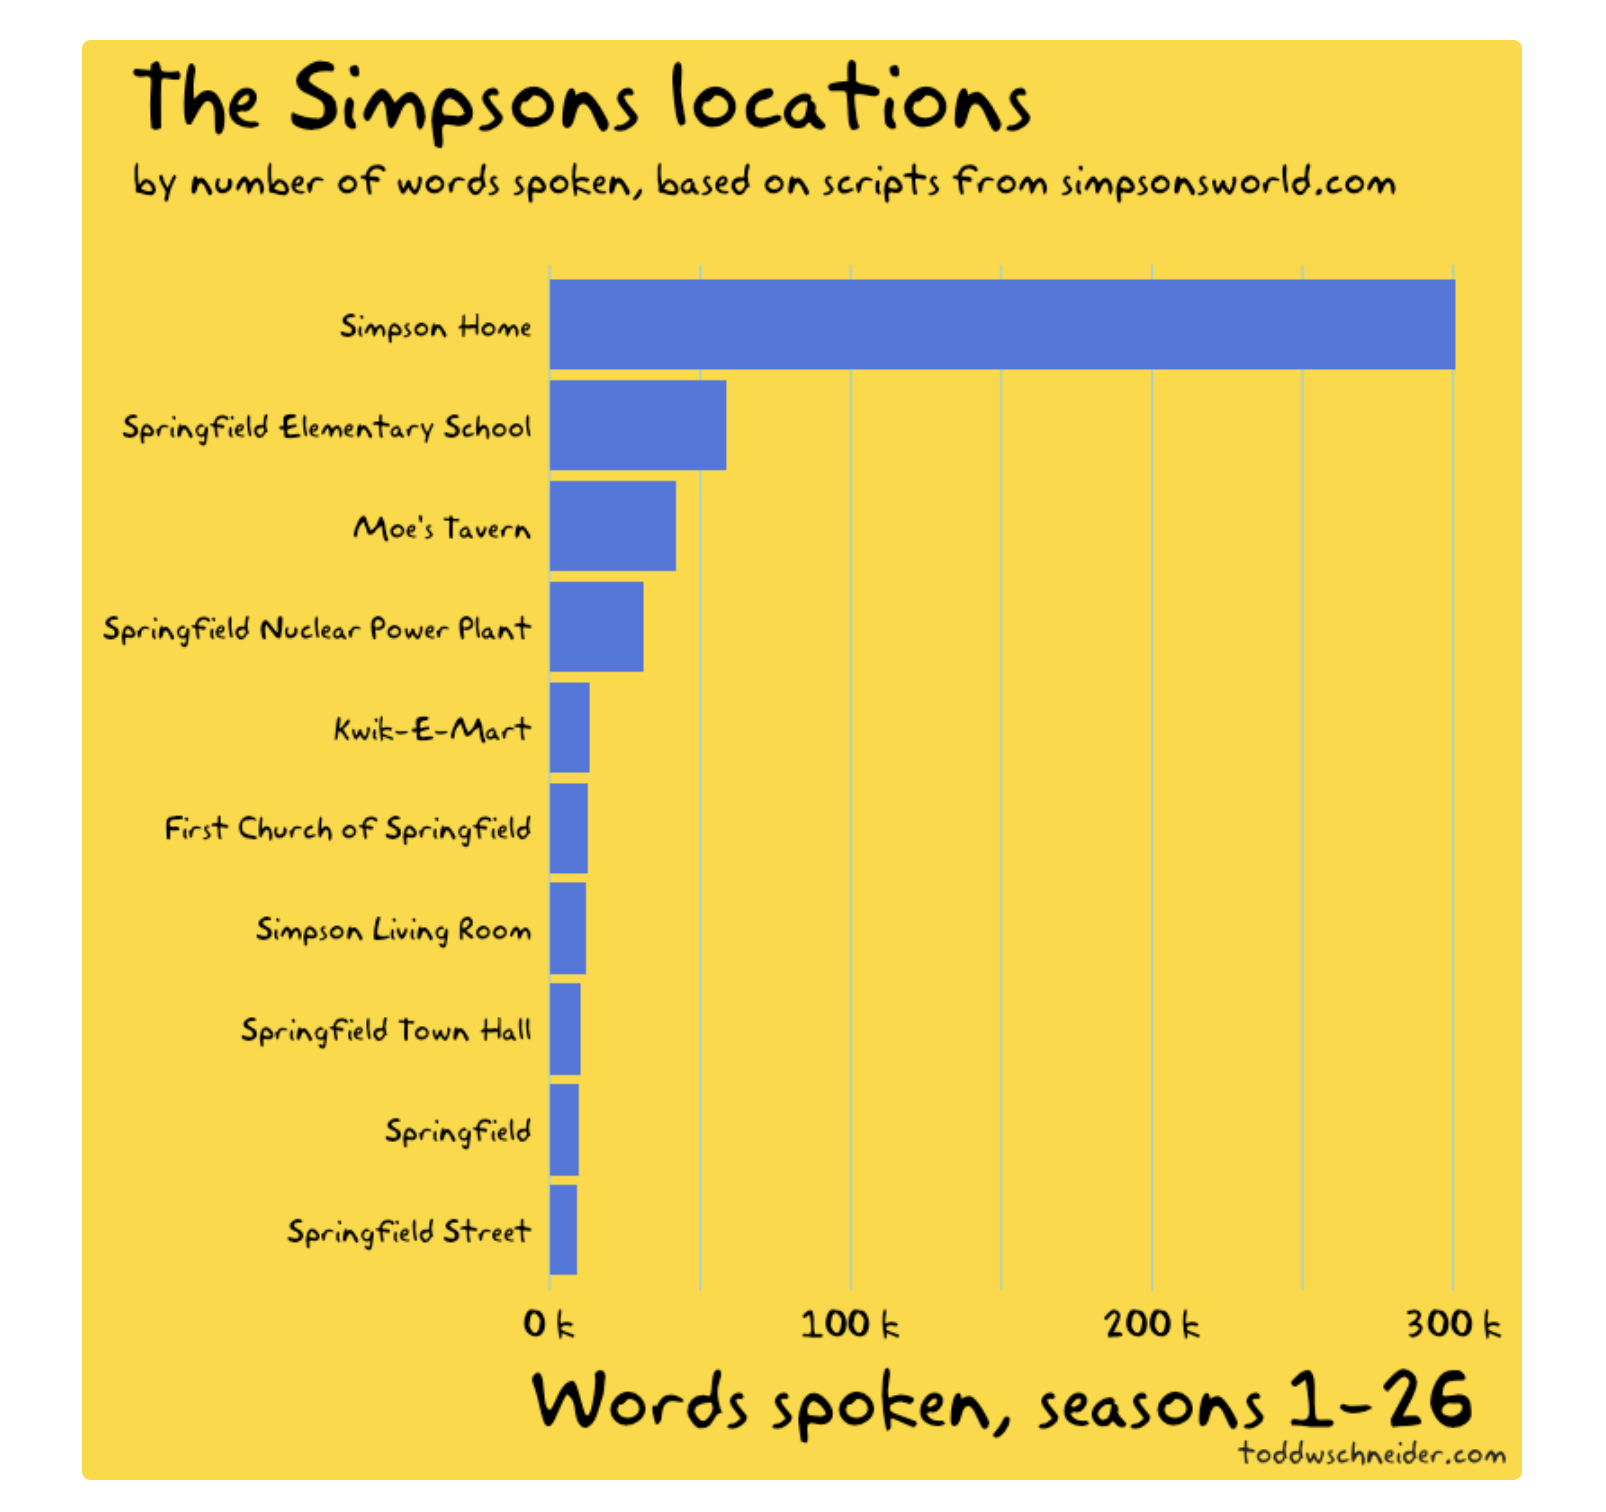 The Simpsons locations
by number of words spoken, based on scripts from simpsonsworld.com
Simpson Home
Springfield Elementary School
Moe's Tavern
Springfield Nuclear Power Plant
Kwik-E-Mart
First Church of Springfield
Simpson Living Room
Springfield Town Hall
Springfield
Springfield Street
0 k 100 k 200 k 300 k
Words spoken, seasons 1-26
toddwschneider.com